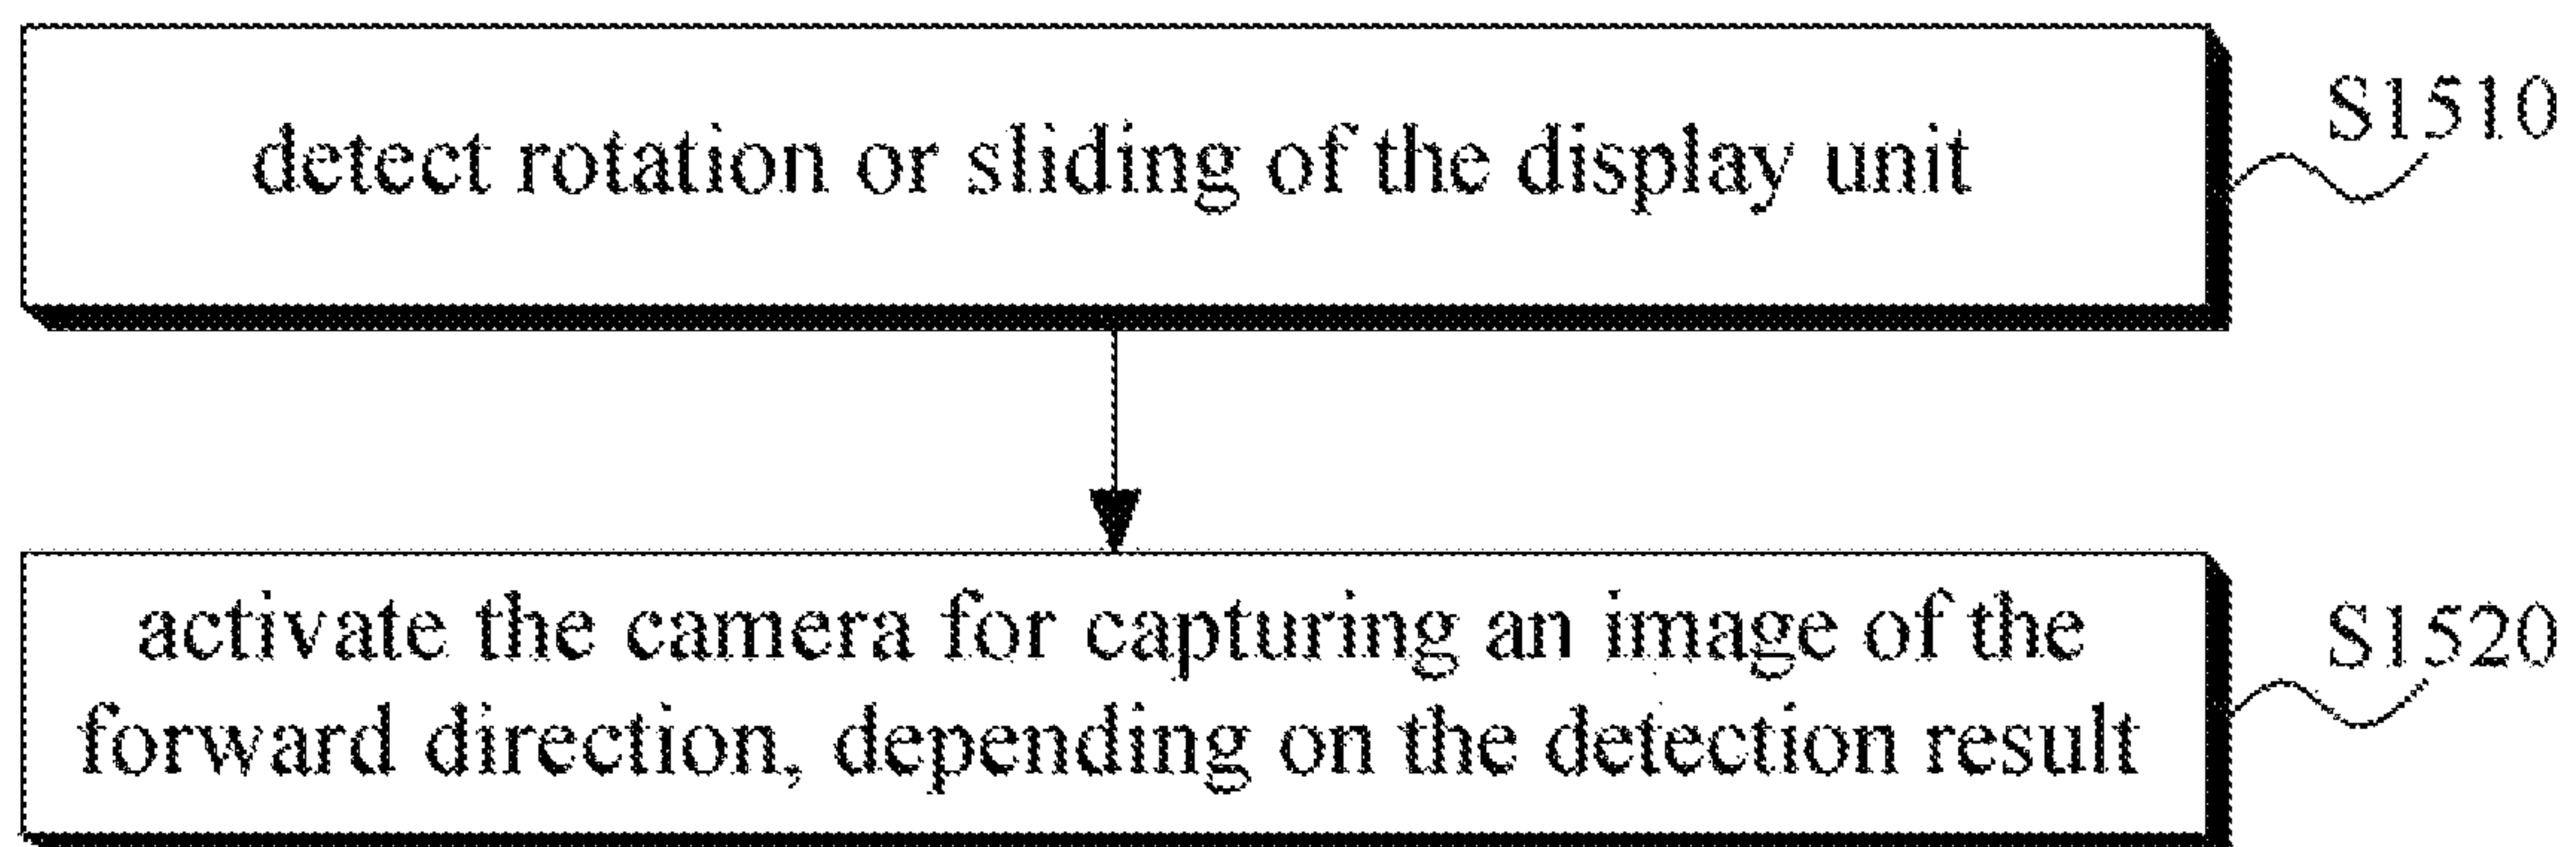 detect rotation or sliding of the display unit
S1510
activate the camera for capturing an image of the
forward direction, depending on the detection result
S1520